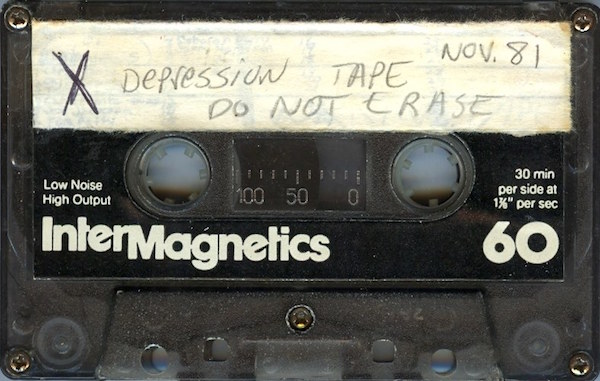 X DEPRESSION TAPE NOV. 81
DO NOT ERASE
Low Noise
High Output
30 min
per side at
1⅞" per sec
100 50 0
InterMagnetics
60